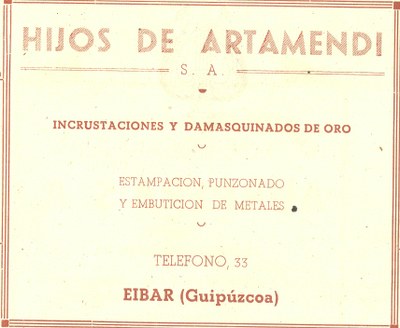 HIJOS DE ARTAMENDI
S. A.
INCRUSTACIONES Y DAMASQUINADOS DE ORO
ESTAMPACION, PUNZONADO
Y EMBUTICION DE METALES
TELEFONO, 33
EIBAR (Guipúzcoa)